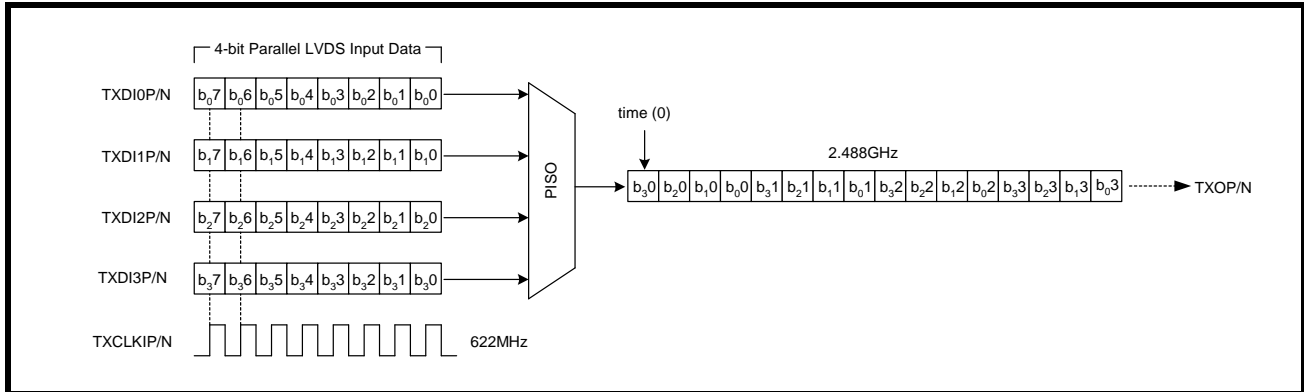 4-bit Parallel LVDS Input Data
TXDI0P/N b₀7 b₀6 b₀5 b₀4 b₀3 b₀2 b₀1 b₀0
time (0)
TXDI1P/N b₁7 b₁6 b₁5 b₁4 b₁3 b₁2 b₁1 b₁0
2.488GHz
PISO
b₃0 b₂0 b₁0 b₀0 b₃1 b₂1 b₁1 b₀1 b₃2 b₂2 b₁2 b₀2 b₃3 b₂3 b₁3 b₀3 TXOP/N
TXDI2P/N b₂7 b₂6 b₂5 b₂4 b₂3 b₂2 b₂1 b₂0
TXDI3P/N b₃7 b₃6 b₃5 b₃4 b₃3 b₃2 b₃1 b₃0
TXCLKIP/N 622MHz